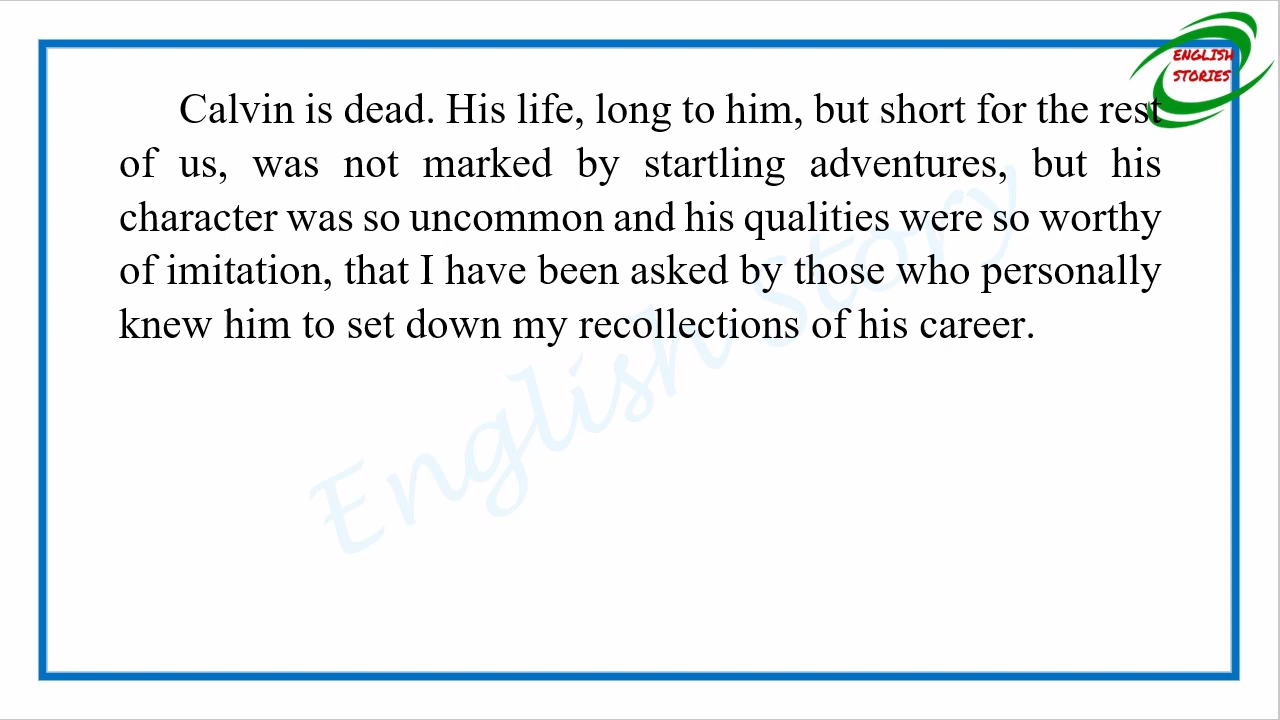 ENGLISH
STORIES
Calvin is dead. His life, long to him, but short for the rest
of us, was not marked by startling adventures, but his
character was so uncommon and his qualities were so worthy
of imitation, that I have been asked by those who personally
knew him to set down my recollections of his career.
English Story